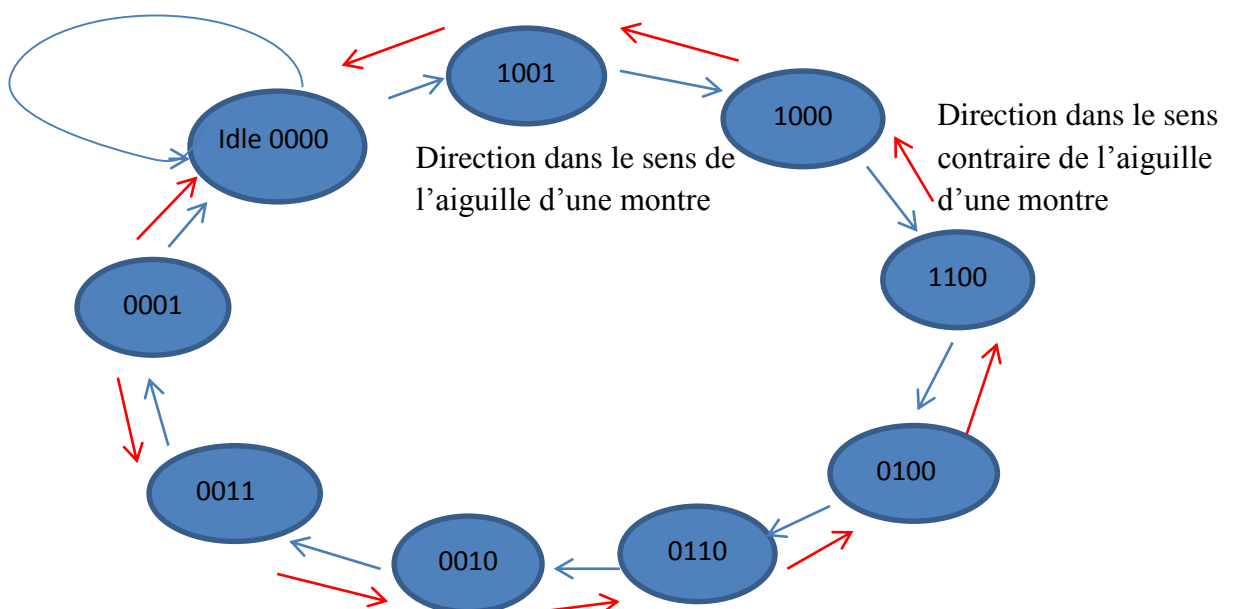 1001
1000
Idle 0000
Direction dans le sens de
l’aiguille d’une montre
Direction dans le sens
contraire de l’aiguille
d’une montre
1100
0001
0100
0011
0110
0010